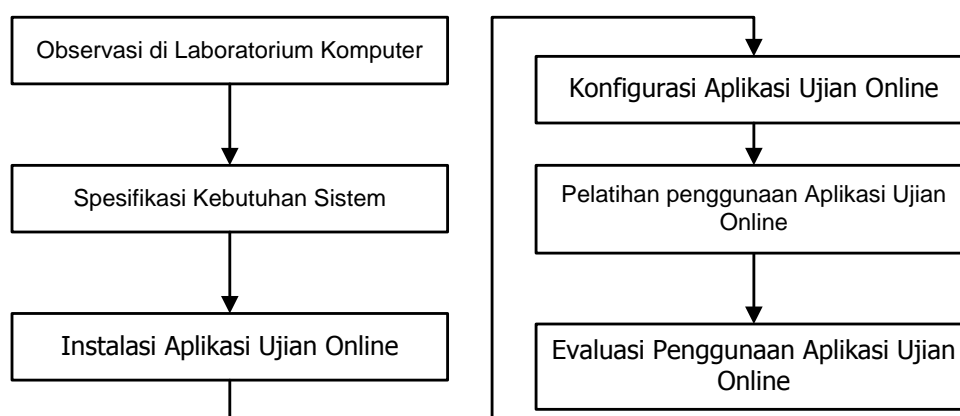 Observasi di Laboratorium Komputer
Spesifikasi Kebutuhan Sistem
Instalasi Aplikasi Ujian Online
Konfigurasi Aplikasi Ujian Online
Pelatihan penggunaan Aplikasi Ujian
Online
Evaluasi Penggunaan Aplikasi Ujian
Online